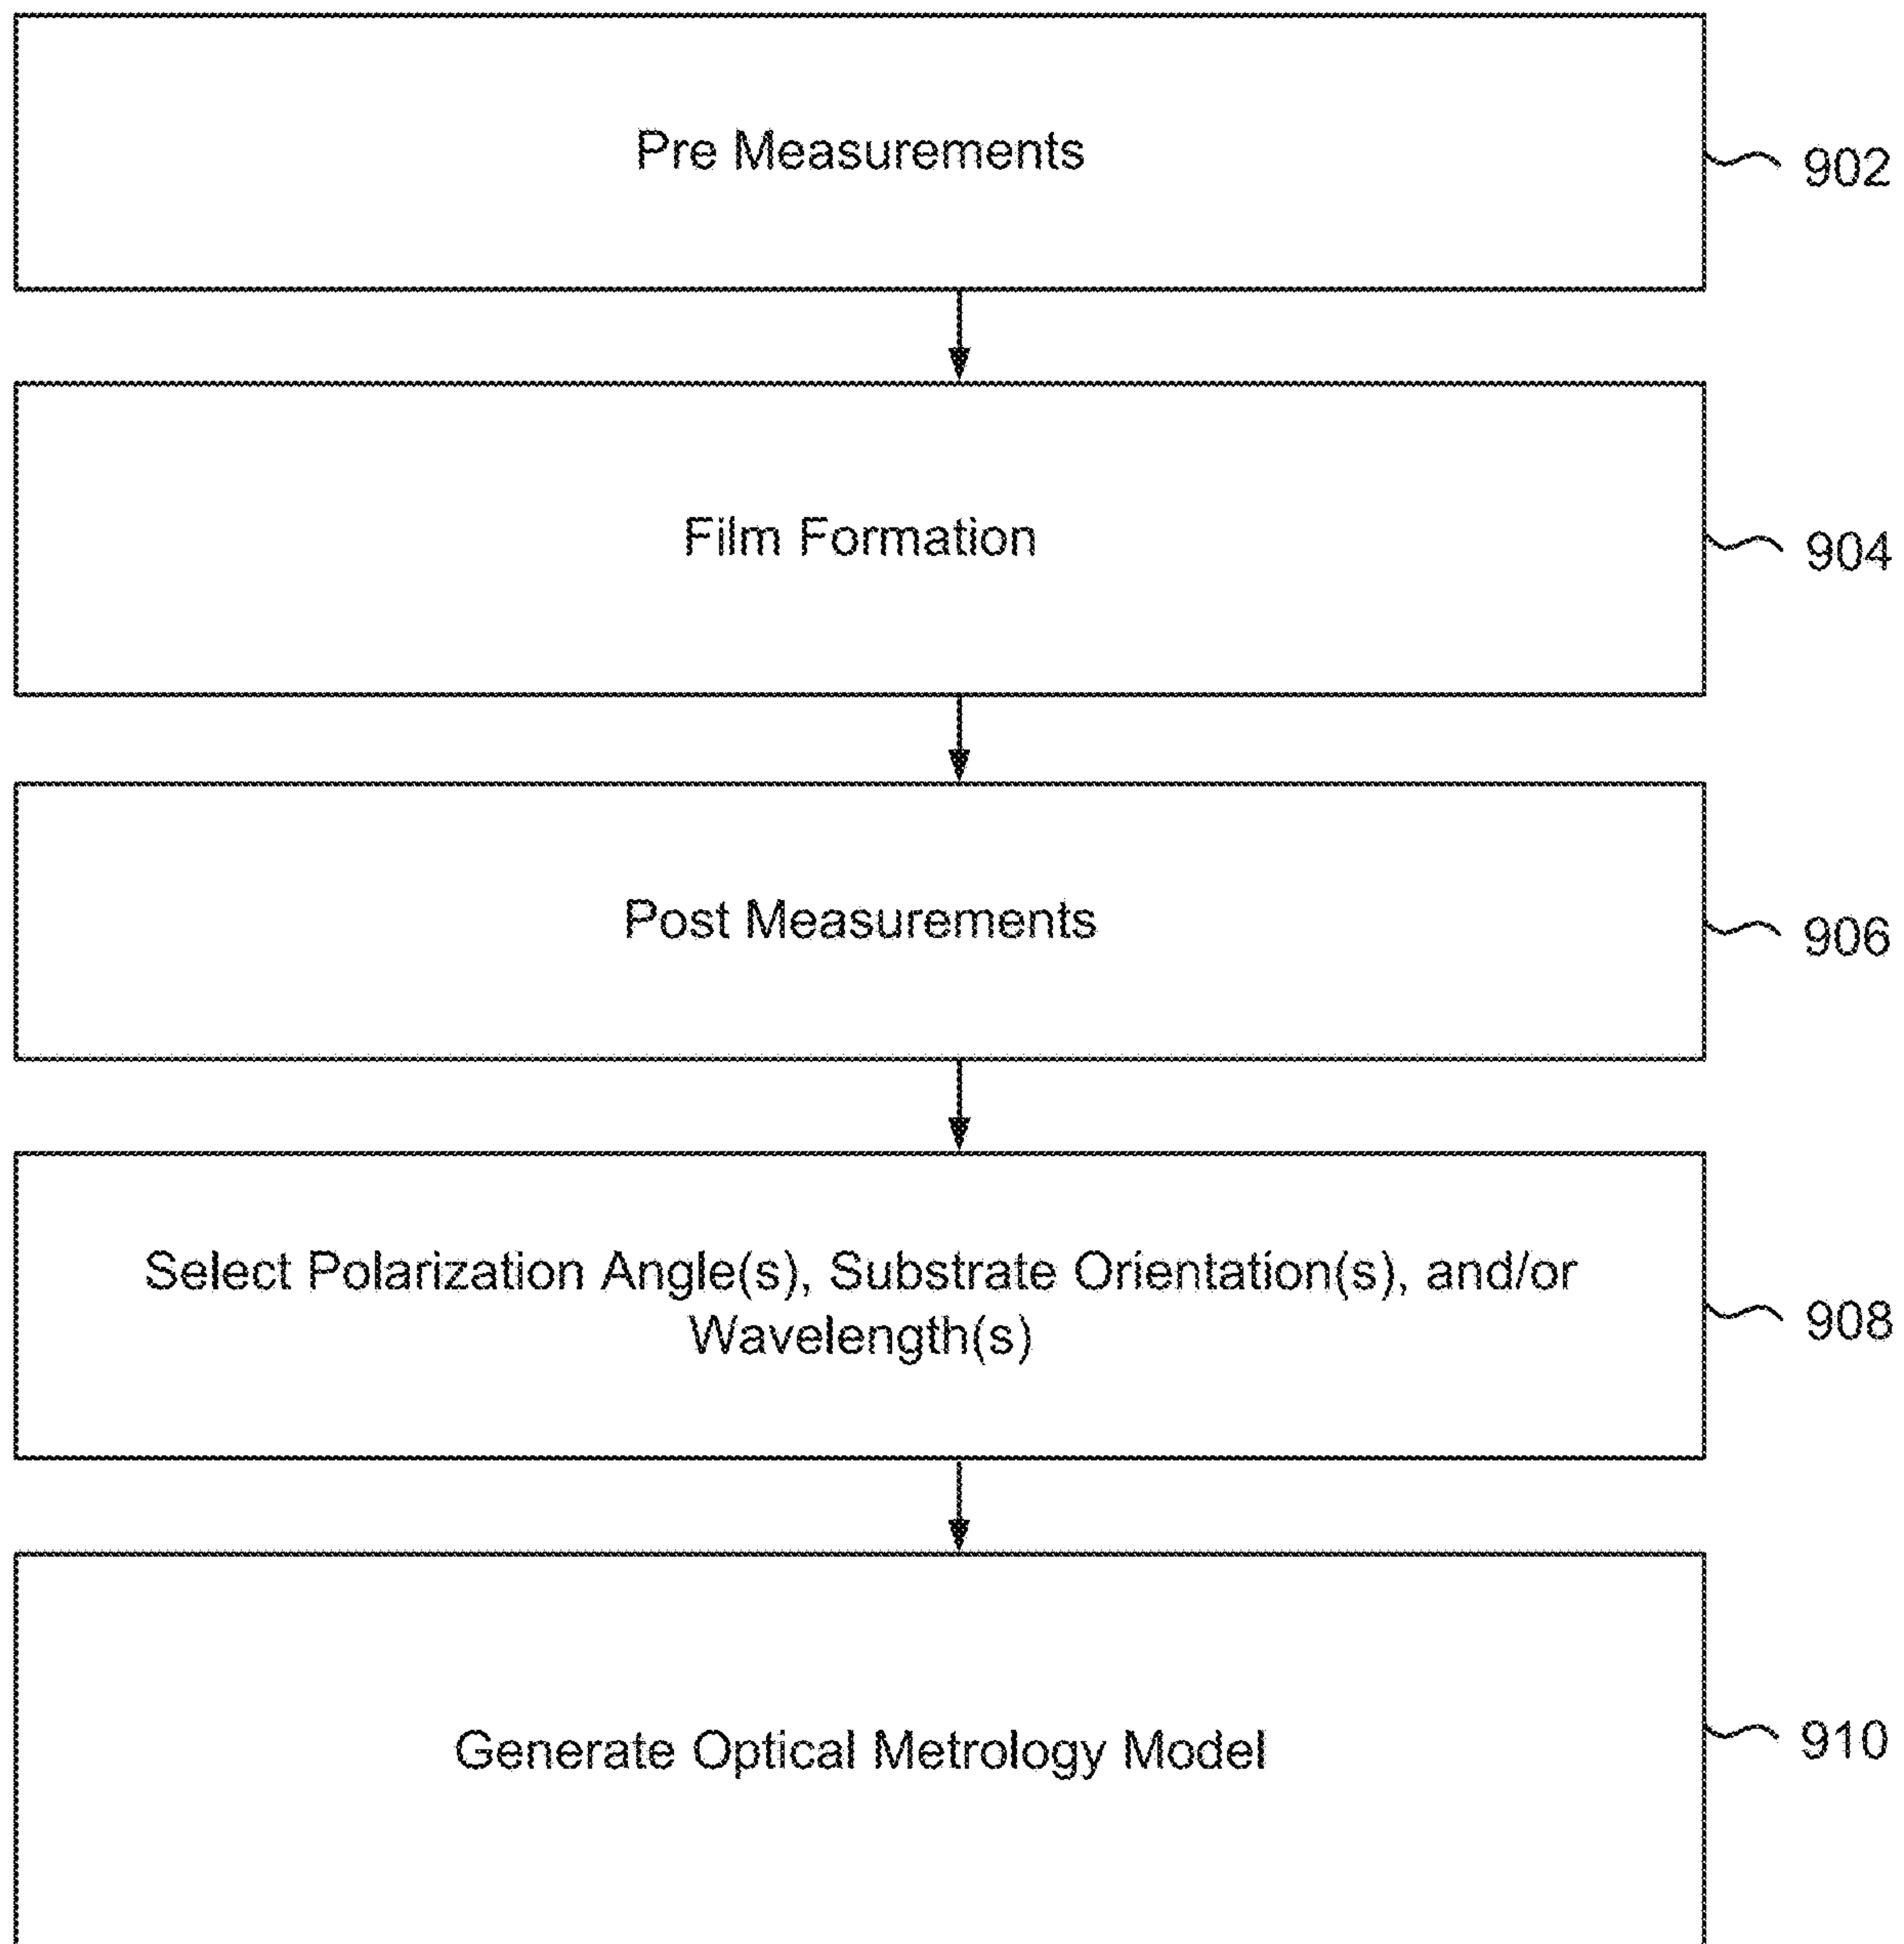 Pre Measurements
902
Film Formation
904
Post Measurements
906
Select Polarization Angle(s), Substrate Orientation(s), and/or
Wavelength(s)
908
Generate Optical Metrology Model
910